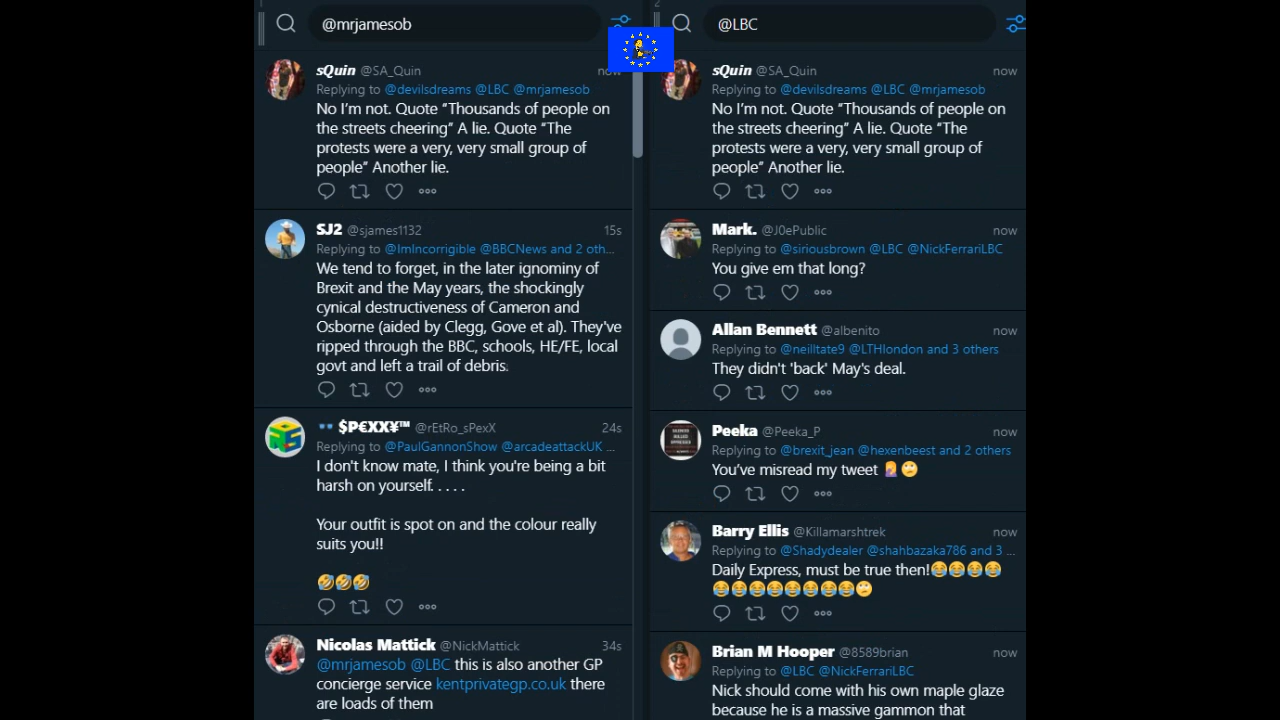 1
@mrjamesob
sQuin @SA_Quin now
Replying to @devilsdreams @LBC @mrjamesob
No I’m not. Quote “Thousands of people on
the streets cheering” A lie. Quote “The
protests were a very, very small group of
people” Another lie.
SJ2 @sjames1132 15s
Replying to @ImIncorrigible @BBCNews and 2 oth...
We tend to forget, in the later ignominy of
Brexit and the May years, the shockingly
cynical destructiveness of Cameron and
Osborne (aided by Clegg, Gove et al). They've
ripped through the BBC, schools, HE/FE, local
govt and left a trail of debris.
$P€XX¥™ @rEtRo_sPexX 24s
Replying to @PaulGannonShow @arcadeattackUK ...
I don't know mate, I think you're being a bit
harsh on yourself. . . . .
Your outfit is spot on and the colour really
suits you!!
🤣🤣🤣
Nicolas Mattick @NickMattick 34s
@mrjamesob @LBC this is also another GP
concierge service kentprivategp.co.uk there
are loads of them
2
@LBC
sQuin @SA_Quin now
Replying to @devilsdreams @LBC @mrjamesob
No I’m not. Quote “Thousands of people on
the streets cheering” A lie. Quote “The
protests were a very, very small group of
people” Another lie.
Mark. @J0ePublic now
Replying to @siriousbrown @LBC @NickFerrariLBC
You give em that long?
Allan Bennett @albenito now
Replying to @neilltate9 @LTHlondon and 3 others
They didn't 'back' May's deal.
Peeka @Peeka_P now
Replying to @brexit_jean @hexenbeest and 2 others
You’ve misread my tweet 🤦‍♀️🙄
Barry Ellis @Killamarshtrek now
Replying to @Shadydealer @shahbazaka786 and 3 ...
Daily Express, must be true then!😂😂😂😂
😂😂😂😂😂😂😂😂🙄
Brian M Hooper @8589brian now
Replying to @LBC @NickFerrariLBC
Nick should come with his own maple glaze
because he is a massive gammon that